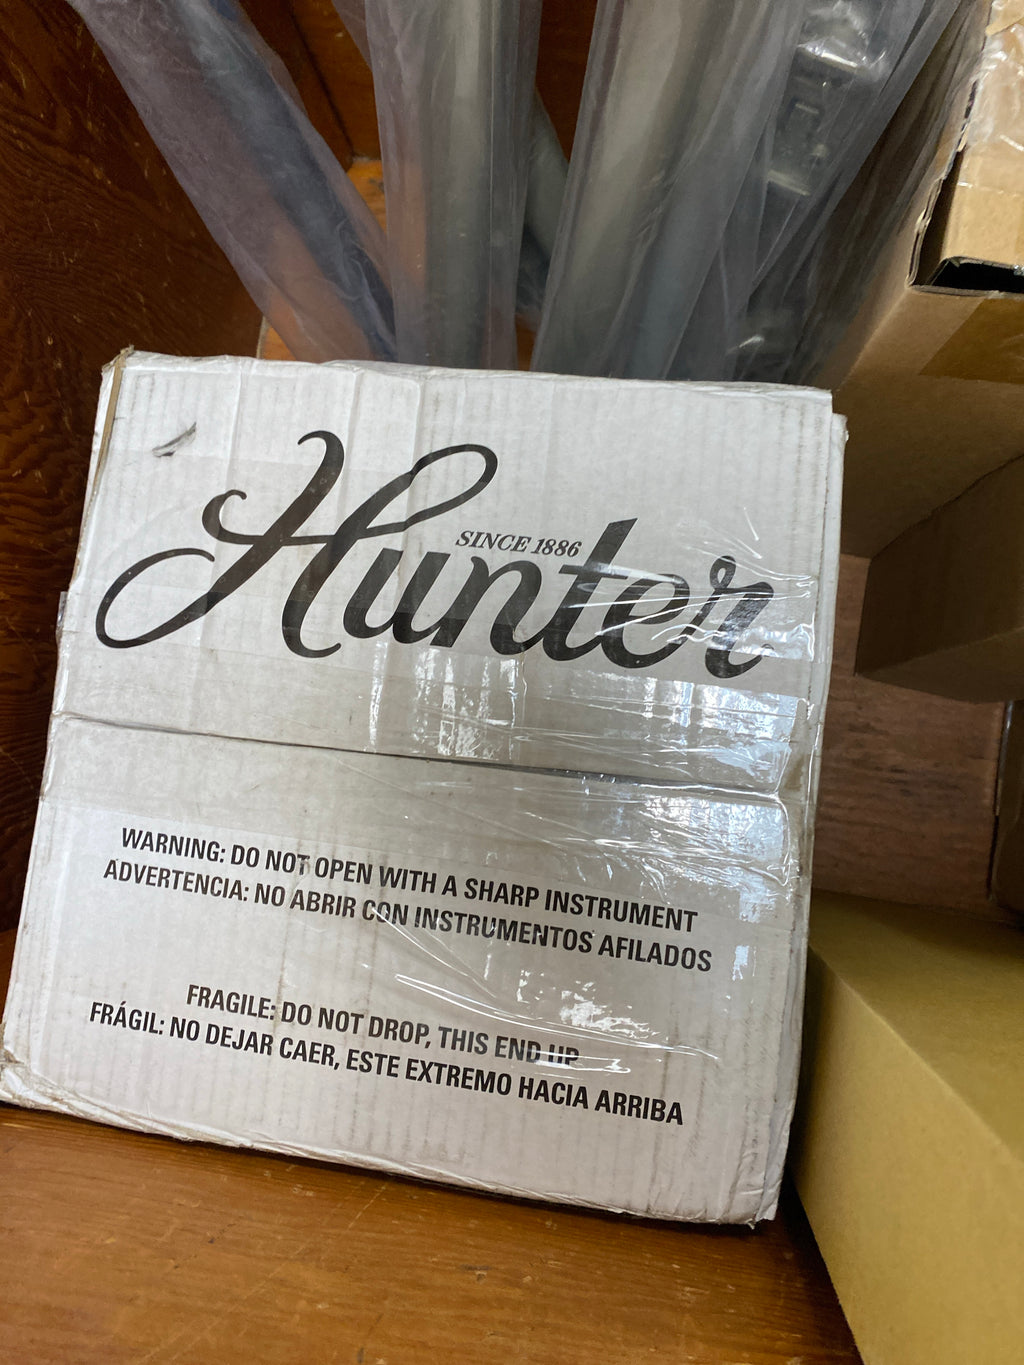 Hunter
SINCE 1886
WARNING: DO NOT OPEN WITH A SHARP INSTRUMENT
ADVERTENCIA: NO ABRIR CON INSTRUMENTOS AFILADOS
FRAGILE: DO NOT DROP, THIS END UP
FRÁGIL: NO DEJAR CAER, ESTE EXTREMO HACIA ARRIBA